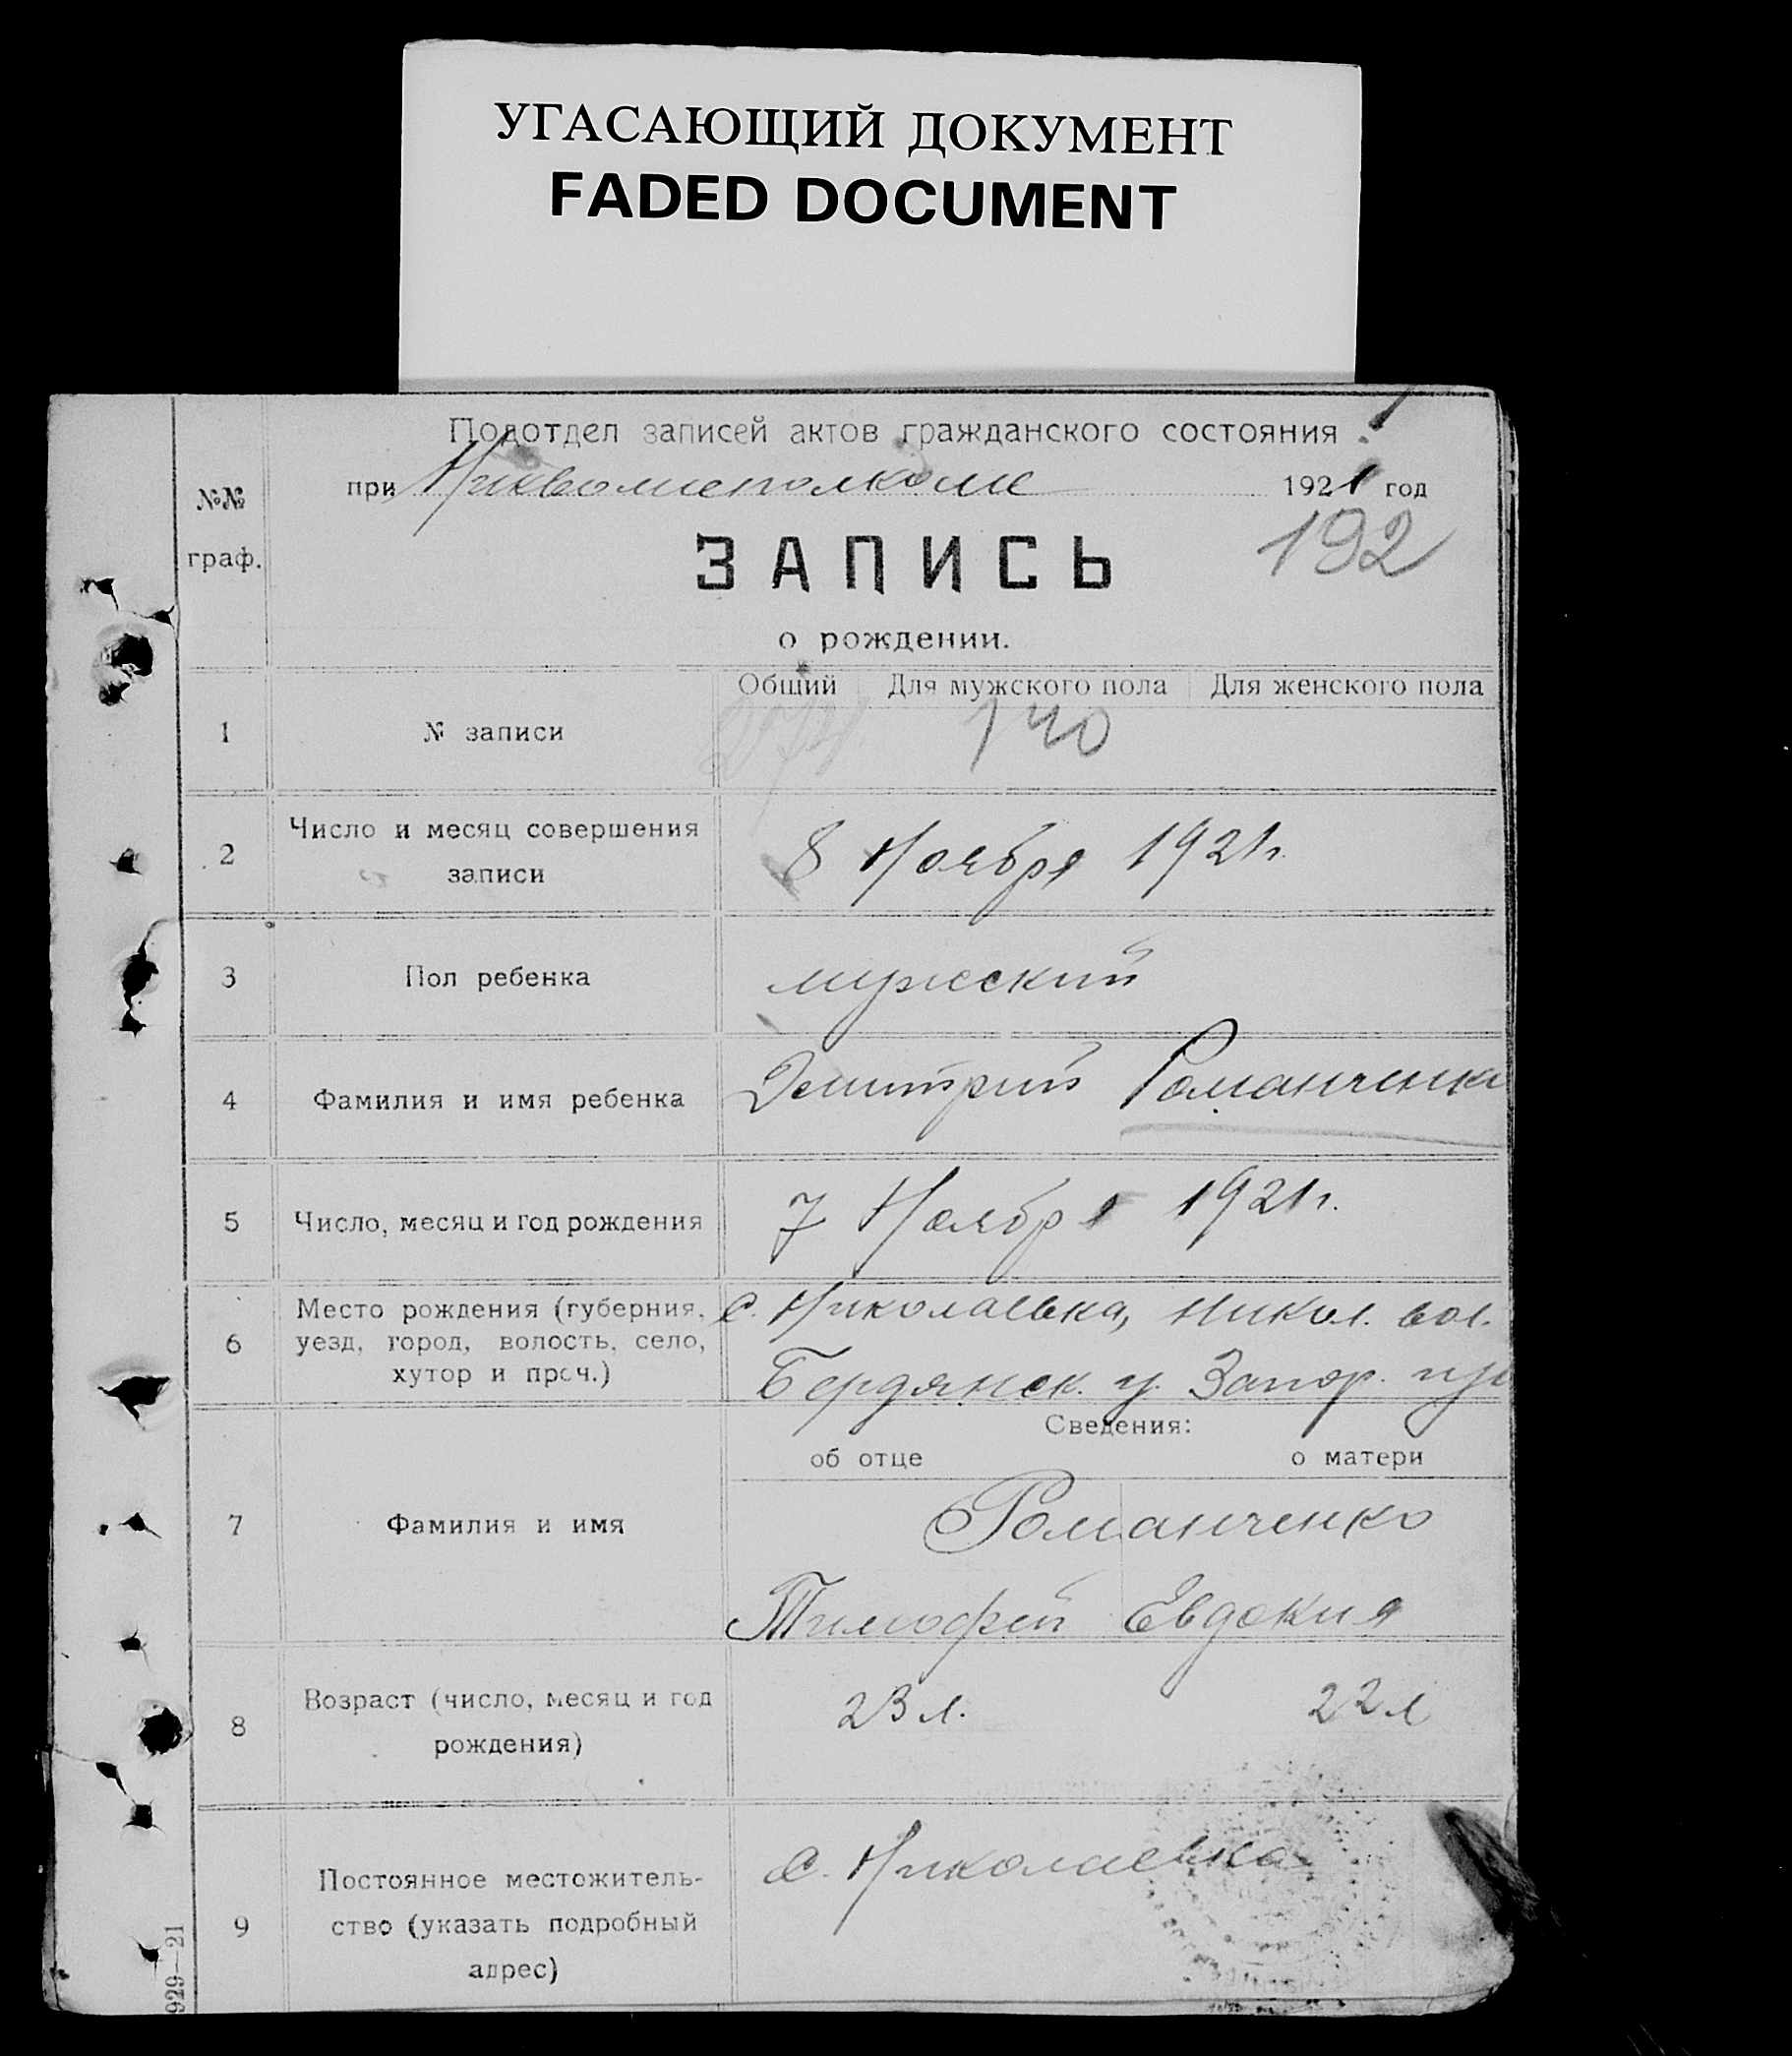 УГАСАЮЩИЙ ДОКУМЕНТ
FADED DOCUMENT
Подотдел записей актов гражданского состояния
при Никволисполкоме 1921 год
№№
граф.
ЗАПИСЬ
192
о рождении.
Общий Для мужского пола Для женского пола
1 № записи 140
2 Число и месяц совершения
записи
8 Ноября 1921 г.
3 Пол ребенка мужеский
4 Фамилия и имя ребенка Дмитрий Романченко
5 Число, месяц и год рождения 7 Ноября 1921 г.
6 Место рождения (губерния,
уезд, город, волость, село,
хутор и проч.)
с. Николаевка, Никол. вол.
Бердянск. у. Запор. губ
Сведения:
об отце о матери
7 Фамилия и имя
Романченко
Тимофей Евдокия
8 Возраст (число, месяц и год
рождения)
23 л. 22 л
9 Постоянное местожитель-
ство (указать подробный
адрес)
с. Николаевка
929—21